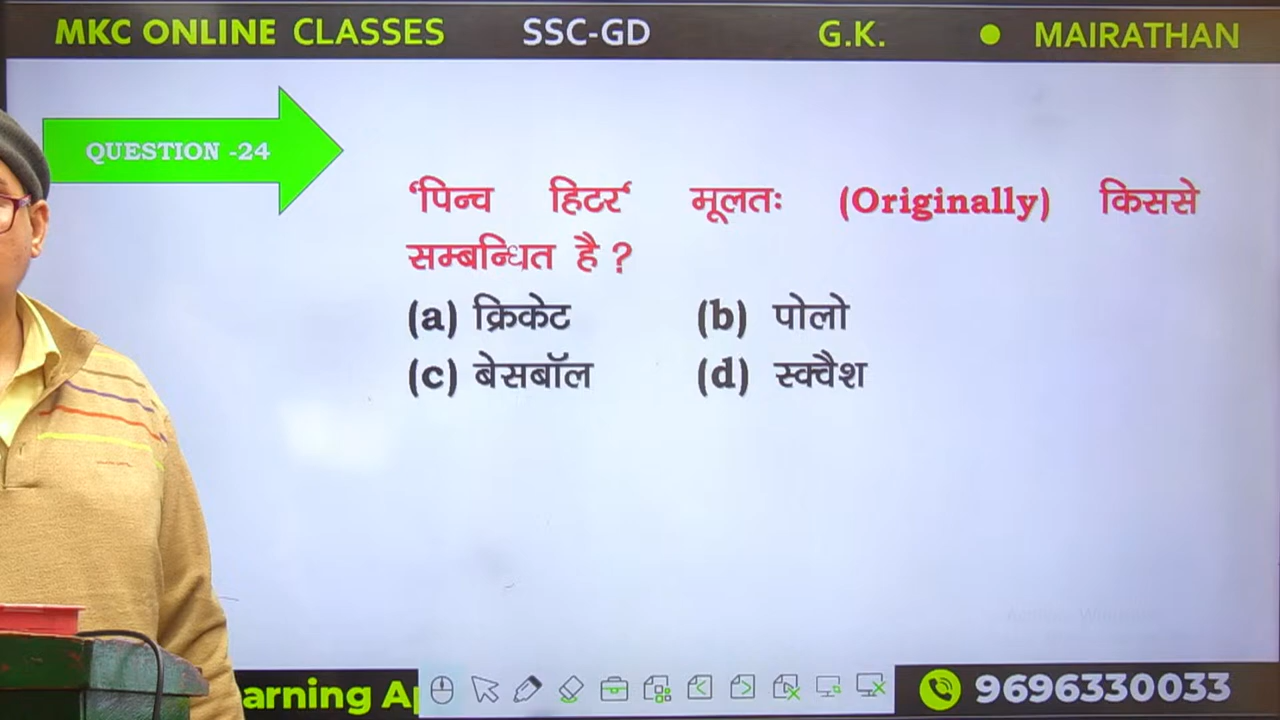 MKC ONLINE CLASSES SSC-GD G.K. ● MAIRATHAN
QUESTION -24
‘पिन्च हिटर‘ मूलतः (Originally) किससे
सम्बन्धित है ?
(a) क्रिकेट (b) पोलो
(c) बेसबॉल (d) स्क्वैश
arning Ap
9696330033